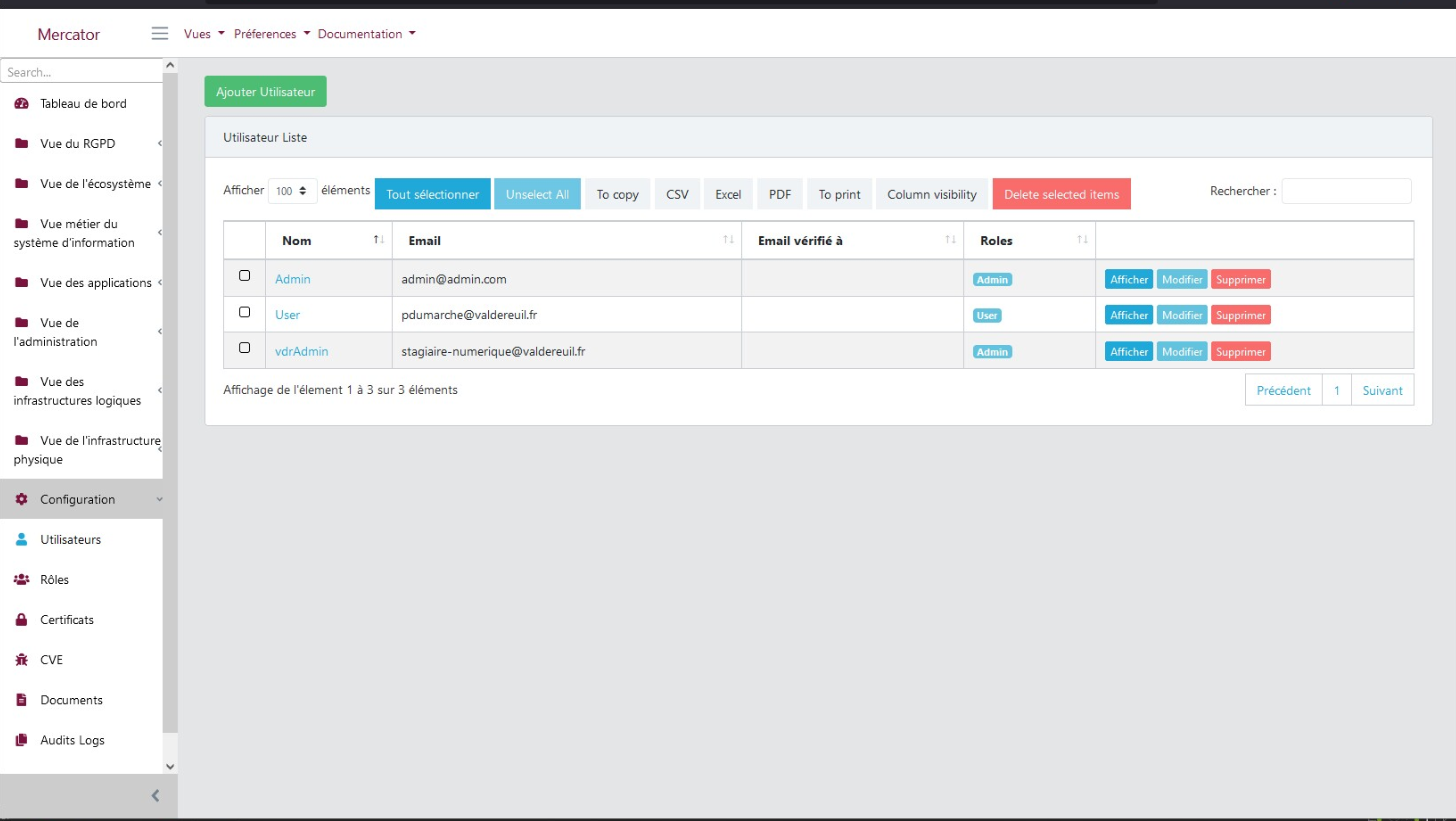 Mercator
Vues Préferences Documentation
Search...
Tableau de bord
Vue du RGPD
Vue de l'écosystème
Vue métier du
système d'information
Vue des applications
Vue de
l'administration
Vue des
infrastructures logiques
Vue de l'infrastructure
physique
Configuration
Utilisateurs
Rôles
Certificats
CVE
Documents
Audits Logs
Ajouter Utilisateur
Utilisateur Liste
Afficher 100 éléments Tout sélectionner Unselect All To copy CSV Excel PDF To print Column visibility Delete selected items Rechercher :
Nom Email Email vérifié à Roles
Admin admin@admin.com Admin Afficher Modifier Supprimer
User pdumarche@valdereuil.fr User Afficher Modifier Supprimer
vdrAdmin stagiaire-numerique@valdereuil.fr Admin Afficher Modifier Supprimer
Affichage de l'élement 1 à 3 sur 3 éléments
Précédent 1 Suivant